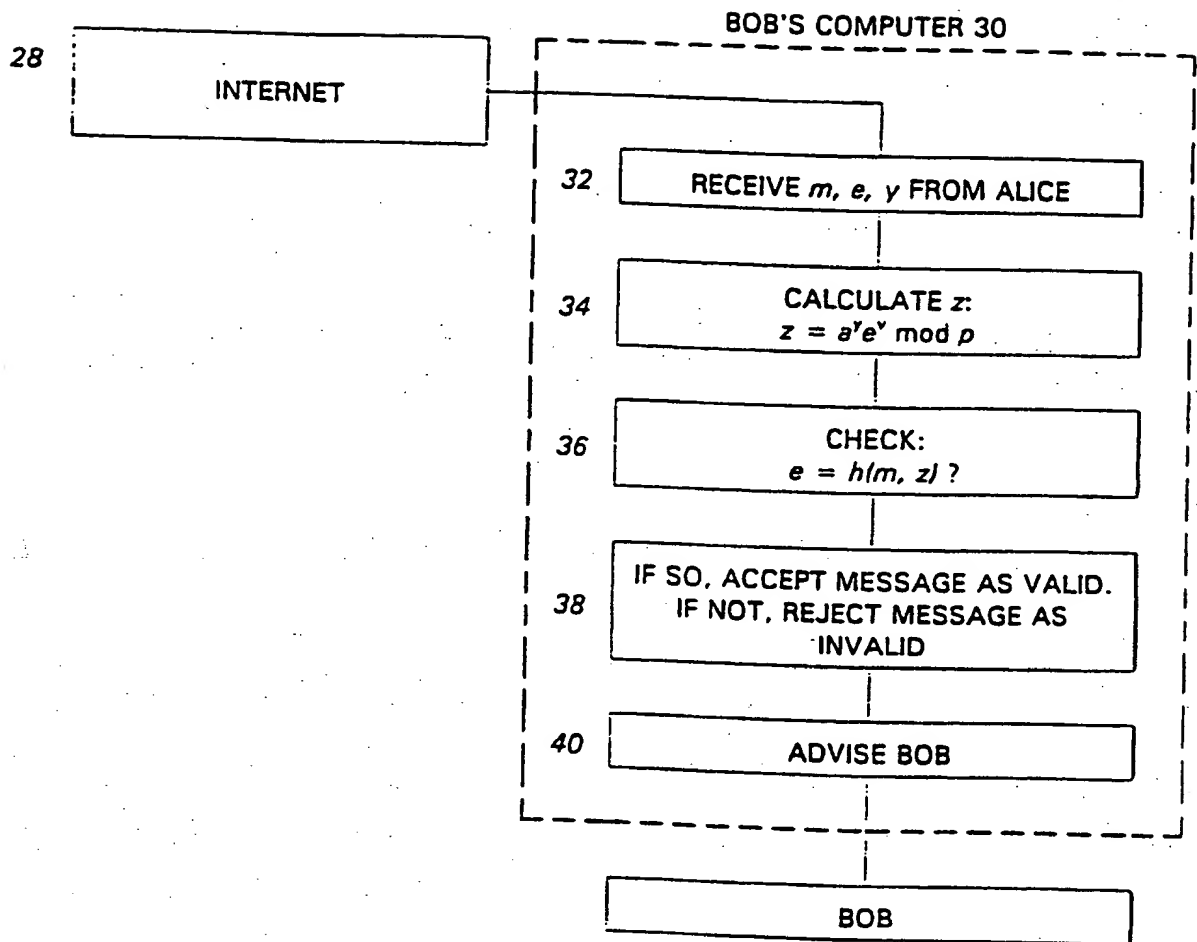 BOB'S COMPUTER 30
28
INTERNET
32
RECEIVE m, e, y FROM ALICE
34
CALCULATE z:
z = aʸeᵛ mod p
36
CHECK:
e = h(m, z) ?
38
IF SO, ACCEPT MESSAGE AS VALID.
IF NOT, REJECT MESSAGE AS
INVALID
40
ADVISE BOB
BOB